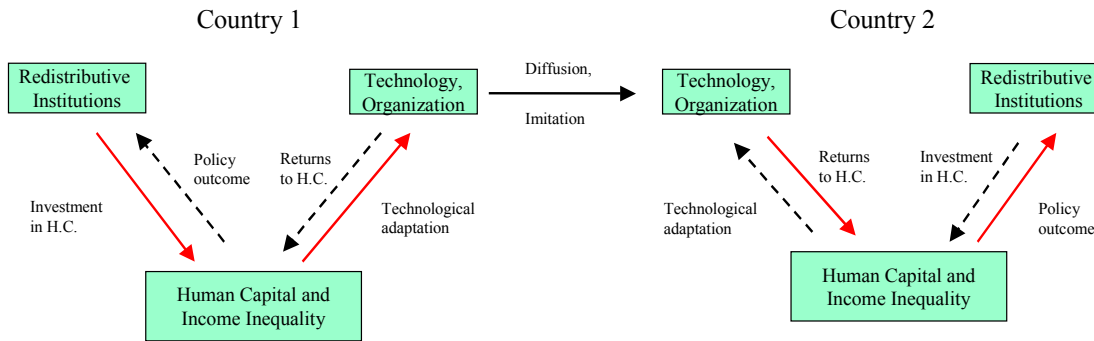 Country 1
Country 2
Redistributive
Institutions
Technology,
Organization
Diffusion,
Imitation
Technology,
Organization
Redistributive
Institutions
Policy
outcome
Returns
to H.C.
Investment
in H.C.
Technological
adaptation
Returns
to H.C.
Investment
in H.C.
Technological
adaptation
Policy
outcome
Human Capital and
Income Inequality
Human Capital and
Income Inequality